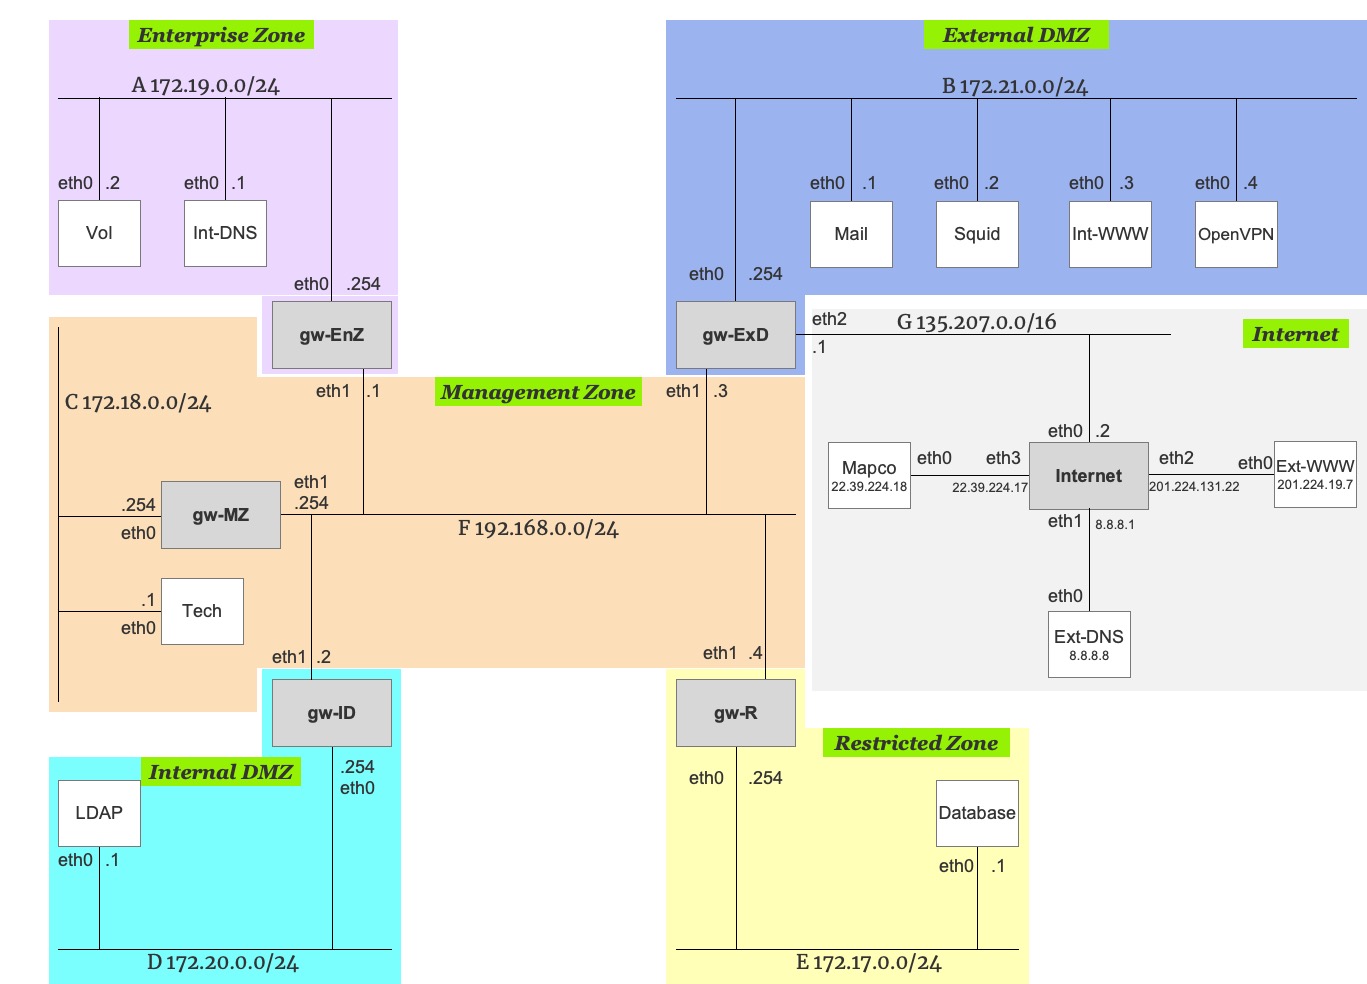 Enterprise Zone
A 172.19.0.0/24
eth0 .2
eth0 .1
Vol
Int-DNS
eth0 .254
gw-EnZ
eth1 .1
External DMZ
B 172.21.0.0/24
eth0 .1
eth0 .2
eth0 .3
eth0 .4
Mail
Squid
Int-WWW
OpenVPN
eth0 .254
gw-ExD
eth2
.1
G 135.207.0.0/16
Internet
eth1 .3
Management Zone
C 172.18.0.0/24
eth1
.254
.254
gw-MZ
eth0
F 192.168.0.0/24
.1
Tech
eth0
eth1 .2
eth1 .4
eth0 .2
Mapco
22.39.224.18
eth0
eth3
22.39.224.17
Internet
eth2
201.224.131.22
eth0
Ext-WWW
201.224.19.7
eth1 8.8.8.1
eth0
Ext-DNS
8.8.8.8
gw-ID
.254
eth0
Internal DMZ
LDAP
eth0 .1
D 172.20.0.0/24
gw-R
Restricted Zone
eth0 .254
Database
eth0 .1
E 172.17.0.0/24